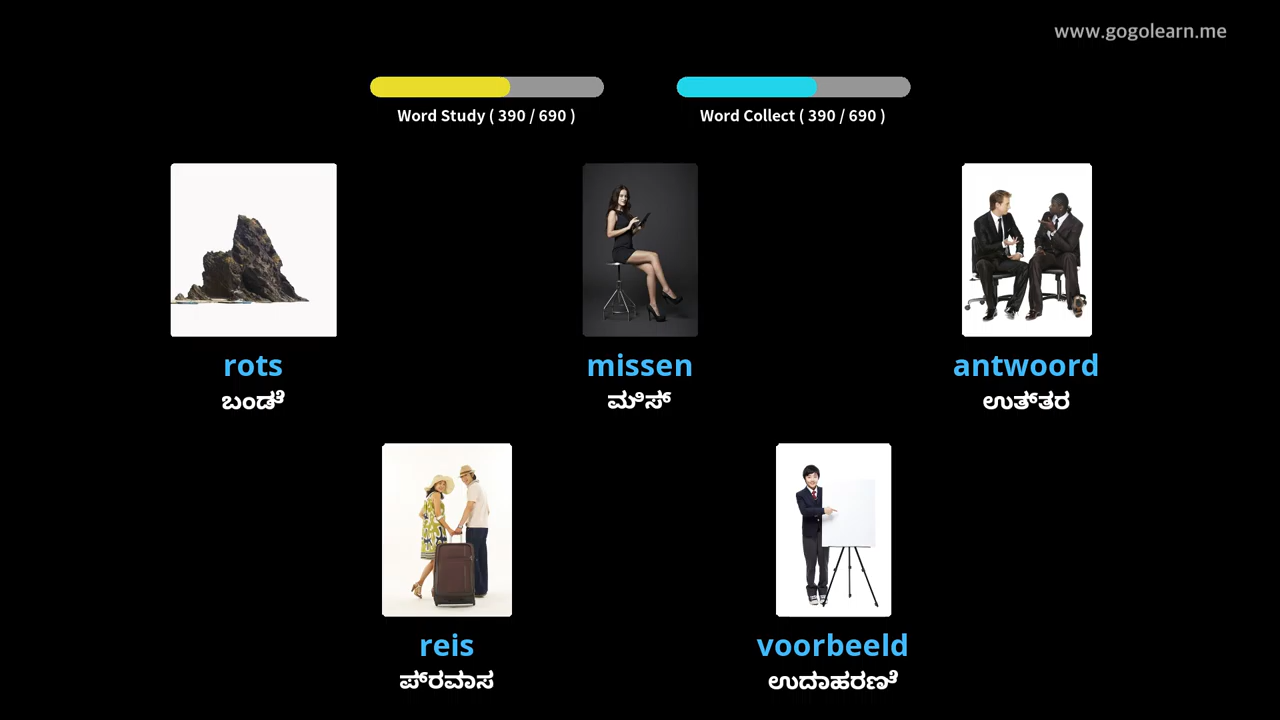 www.gogolearn.me
Word Study ( 390 / 690 )
Word Collect ( 390 / 690 )
rots
ಬಂಡೆ
missen
ಮಿಸ್
antwoord
ಉತ್ತರ
reis
ಪ್ರವಾಸ
voorbeeld
ಉದಾಹರಣೆ